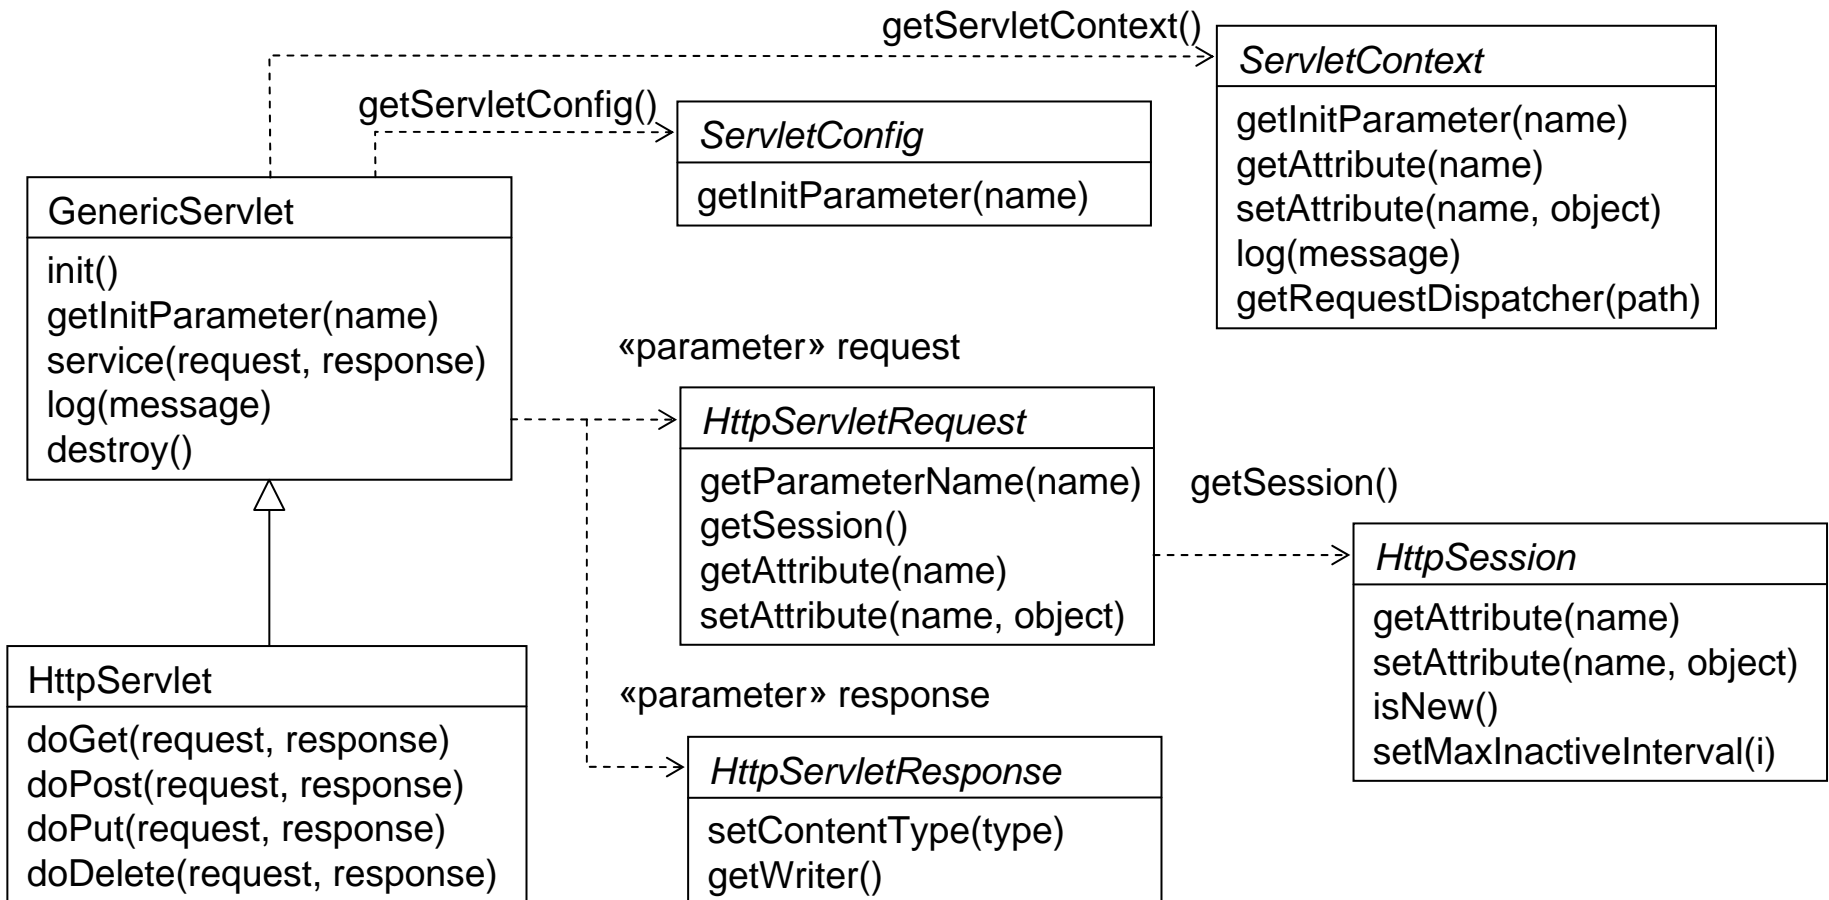 getServletContext()
ServletContext
getInitParameter(name)
getAttribute(name)
setAttribute(name, object)
log(message)
getRequestDispatcher(path)
getServletConfig()
ServletConfig
getInitParameter(name)
GenericServlet
init()
getInitParameter(name)
service(request, response)
log(message)
destroy()
«parameter» request
HttpServletRequest
getParameterName(name)
getSession()
getAttribute(name)
setAttribute(name, object)
getSession()
HttpSession
getAttribute(name)
setAttribute(name, object)
isNew()
setMaxInactiveInterval(i)
HttpServlet
doGet(request, response)
doPost(request, response)
doPut(request, response)
doDelete(request, response)
«parameter» response
HttpServletResponse
setContentType(type)
getWriter()